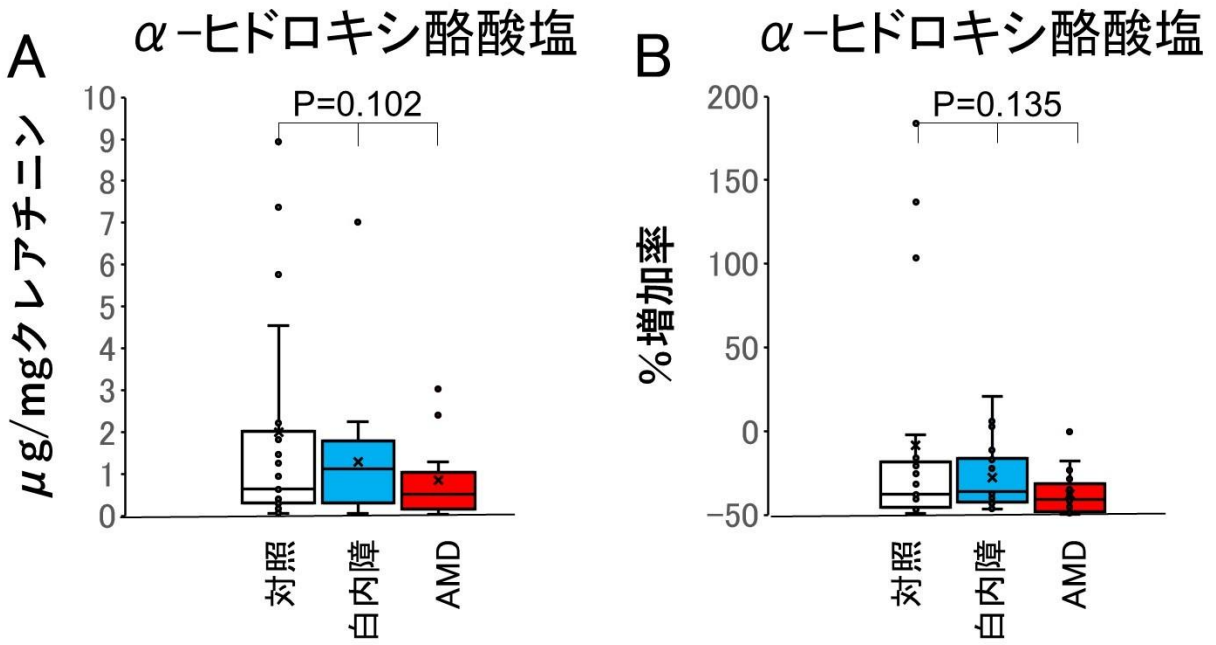 A
α-ヒドロキシ酪酸塩
P=0.102
μg/mgクレアチニン
10
9
8
7
6
5
4
3
2
1
0
対照
白内障
AMD
B
α-ヒドロキシ酪酸塩
P=0.135
%増加率
200
150
100
50
0
-50
対照
白内障
AMD